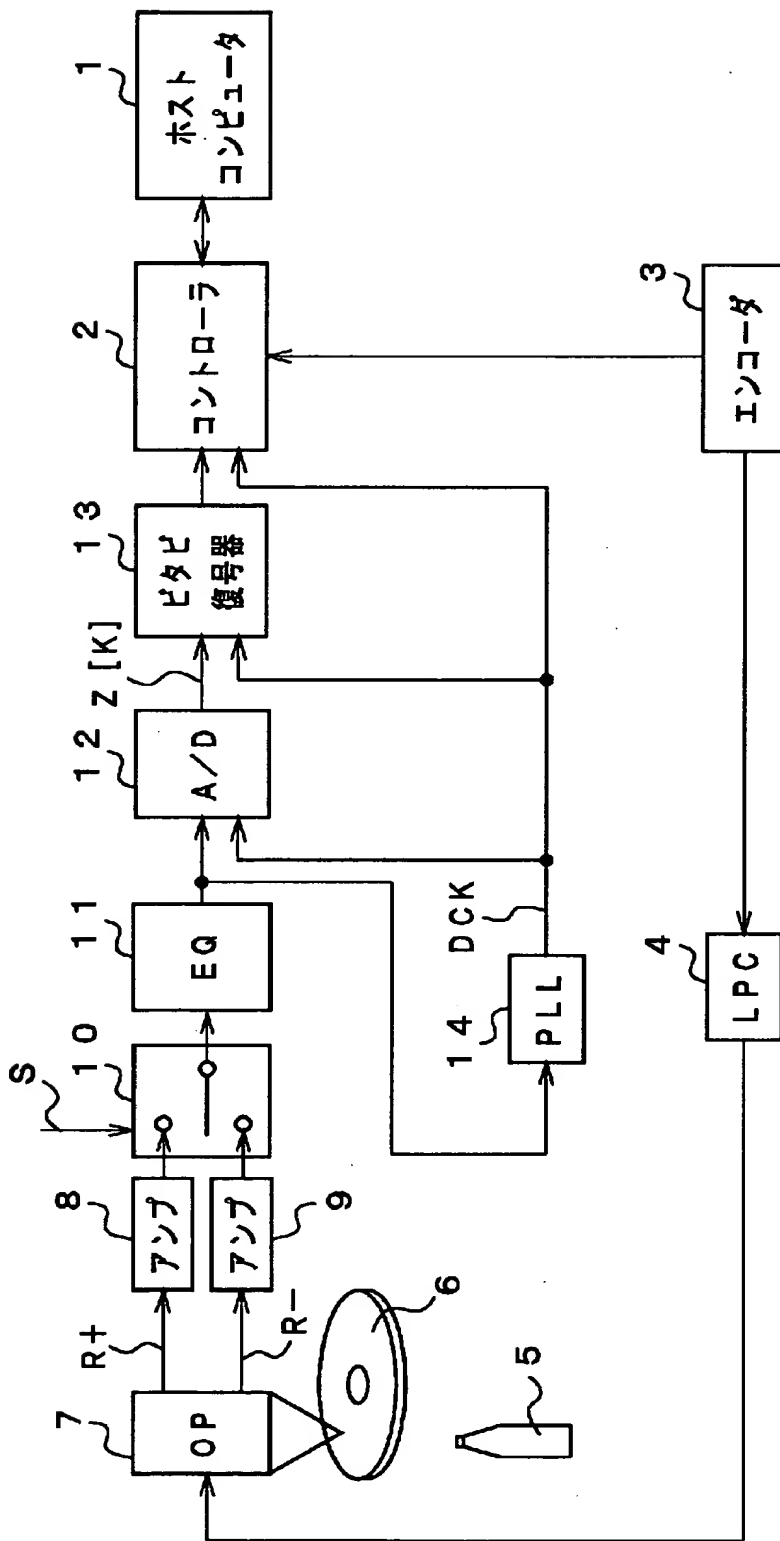 1
ホスト
コンピュータ
2
コントローラ
3
エンコーダ
13
ビタビ
復号器
Z [K]
12
A/D
11
EQ
DCK
14
PLL
4
LPC
10
S
8
アンプ
9
アンプ
R+
R-
7
OP
6
5